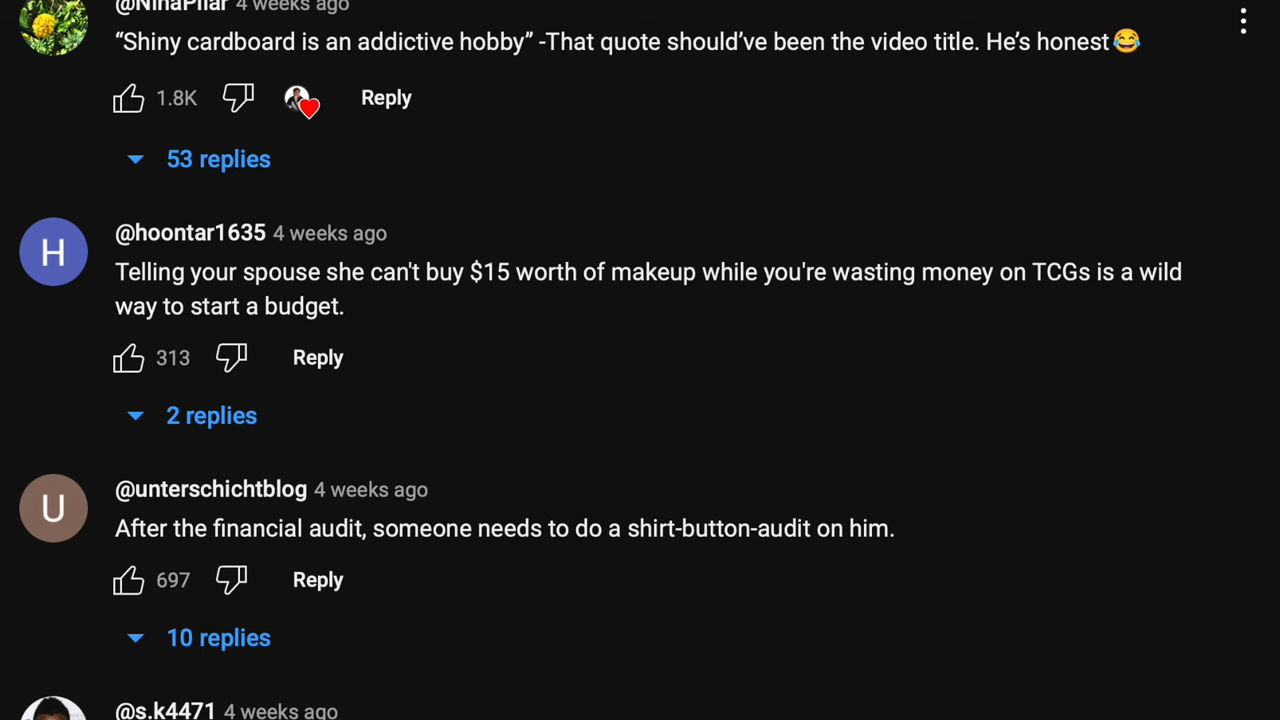 @NinaPilar 4 weeks ago
“Shiny cardboard is an addictive hobby” -That quote should’ve been the video title. He’s honest😂
1.8K Reply
53 replies
@hoontar1635 4 weeks ago
Telling your spouse she can't buy $15 worth of makeup while you're wasting money on TCGs is a wild
way to start a budget.
313 Reply
2 replies
@unterschichtblog 4 weeks ago
After the financial audit, someone needs to do a shirt-button-audit on him.
697 Reply
10 replies
@s.k4471 4 weeks ago
H
U